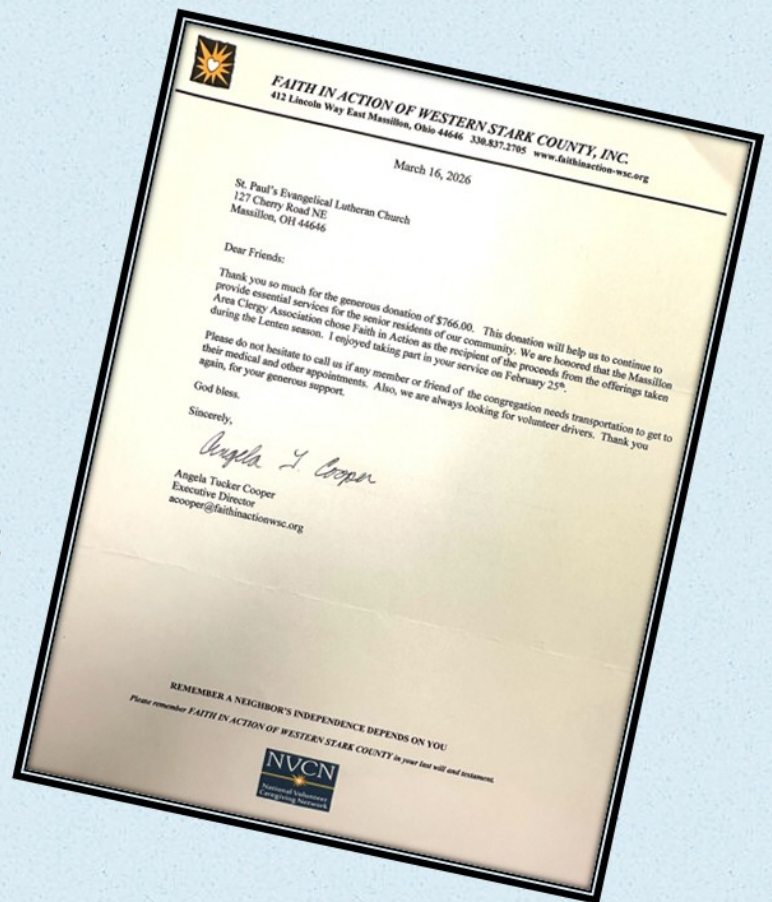 FAITH IN ACTION OF WESTERN STARK COUNTY, INC.
412 Lincoln Way East Massillon, Ohio 44646 330.837.2705 www.faithinaction-wsc.org
March 16, 2026
St. Paul's Evangelical Lutheran Church
127 Cherry Road NE
Massillon, OH 44646
Dear Friends:
Thank you so much for the generous donation of $766.00. This donation will help us to continue to
provide essential services for the senior residents of our community. We are honored that the Massillon
Area Clergy Association chose Faith in Action as the recipient of the proceeds from the offerings taken
during the Lenten season. I enjoyed taking part in your service on February 25th.
Please do not hesitate to call us if any member or friend of the congregation needs transportation to get to
their medical and other appointments. Also, we are always looking for volunteer drivers. Thank you
again, for your generous support.
God bless.
Sincerely,
Angela T. Cooper
Angela Tucker Cooper
Executive Director
acooper@faithinactionwsc.org
REMEMBER A NEIGHBOR'S INDEPENDENCE DEPENDS ON YOU
Please remember FAITH IN ACTION OF WESTERN STARK COUNTY in your last will and testament.
NVCN
National Volunteer
Caregiving Network